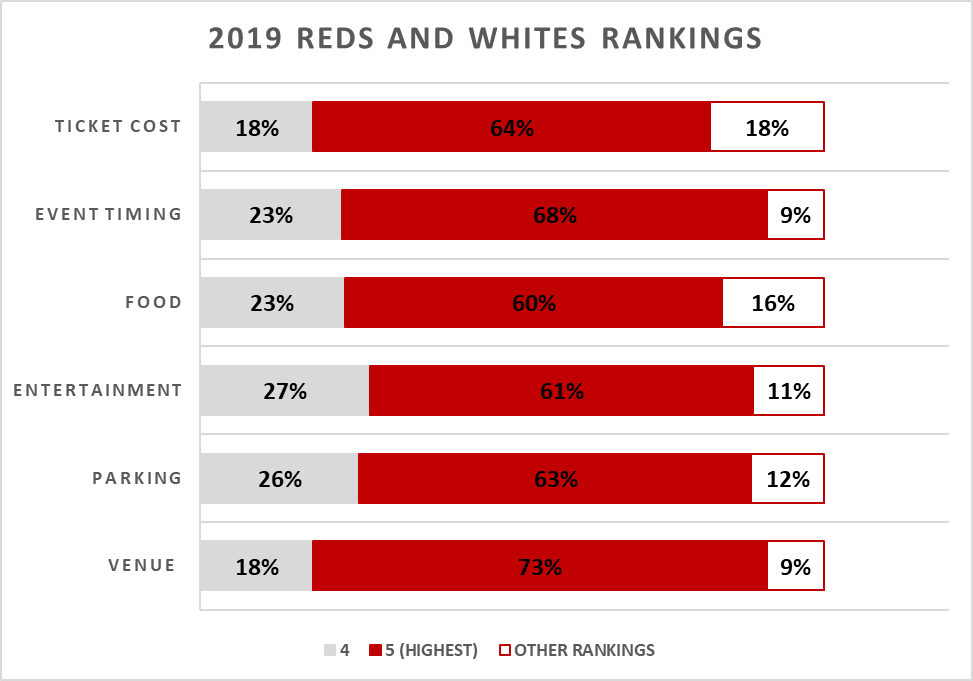 2019 REDS AND WHITES RANKINGS
TICKET COST 18% 64% 18%
EVENT TIMING 23% 68% 9%
FOOD 23% 60% 16%
ENTERTAINMENT 27% 61% 11%
PARKING 26% 63% 12%
VENUE 18% 73% 9%
4 5 (HIGHEST) OTHER RANKINGS